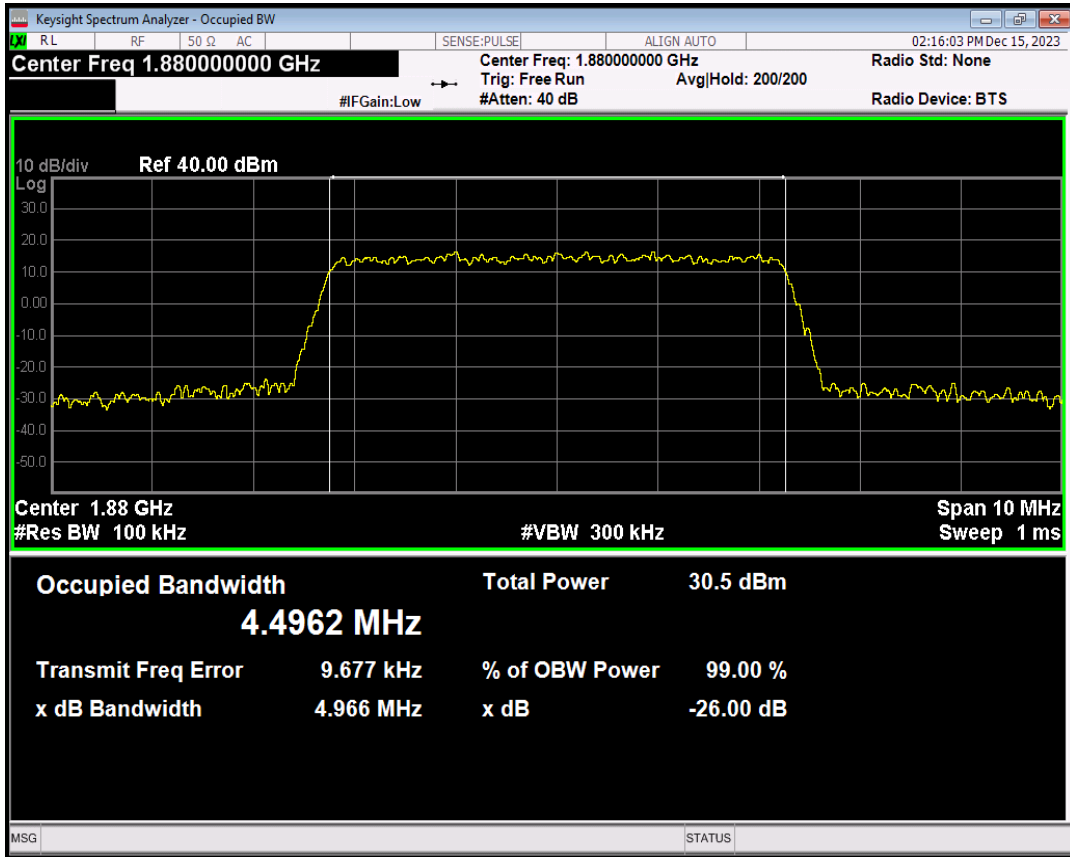 Keysight Spectrum Analyzer - Occupied BW
LXI RL RF 50 Ω AC SENSE:PULSE ALIGN AUTO 02:16:03 PM Dec 15, 2023
Center Freq 1.880000000 GHz Center Freq: 1.880000000 GHz Radio Std: None
Trig: Free Run Avg|Hold: 200/200
#IFGain:Low #Atten: 40 dB Radio Device: BTS
10 dB/div Ref 40.00 dBm
Log
30.0
20.0
10.0
0.00
-10.0
-20.0
-30.0
-40.0
-50.0
Center 1.88 GHz Span 10 MHz
#Res BW 100 kHz #VBW 300 kHz Sweep 1 ms
Occupied Bandwidth Total Power 30.5 dBm
4.4962 MHz
Transmit Freq Error 9.677 kHz % of OBW Power 99.00 %
x dB Bandwidth 4.966 MHz x dB -26.00 dB
MSG STATUS